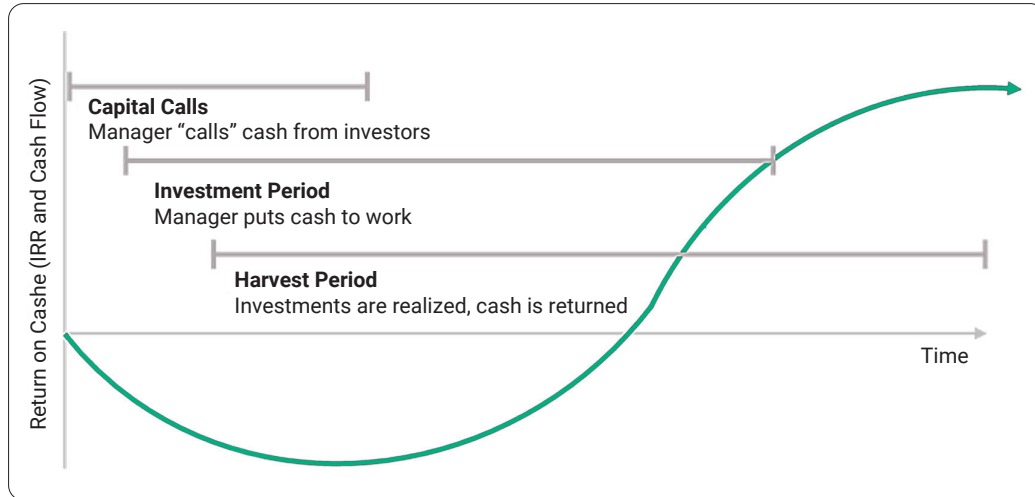 Return on Cashe (IRR and Cash Flow)
Capital Calls
Manager “calls” cash from investors
Investment Period
Manager puts cash to work
Harvest Period
Investments are realized, cash is returned
Time